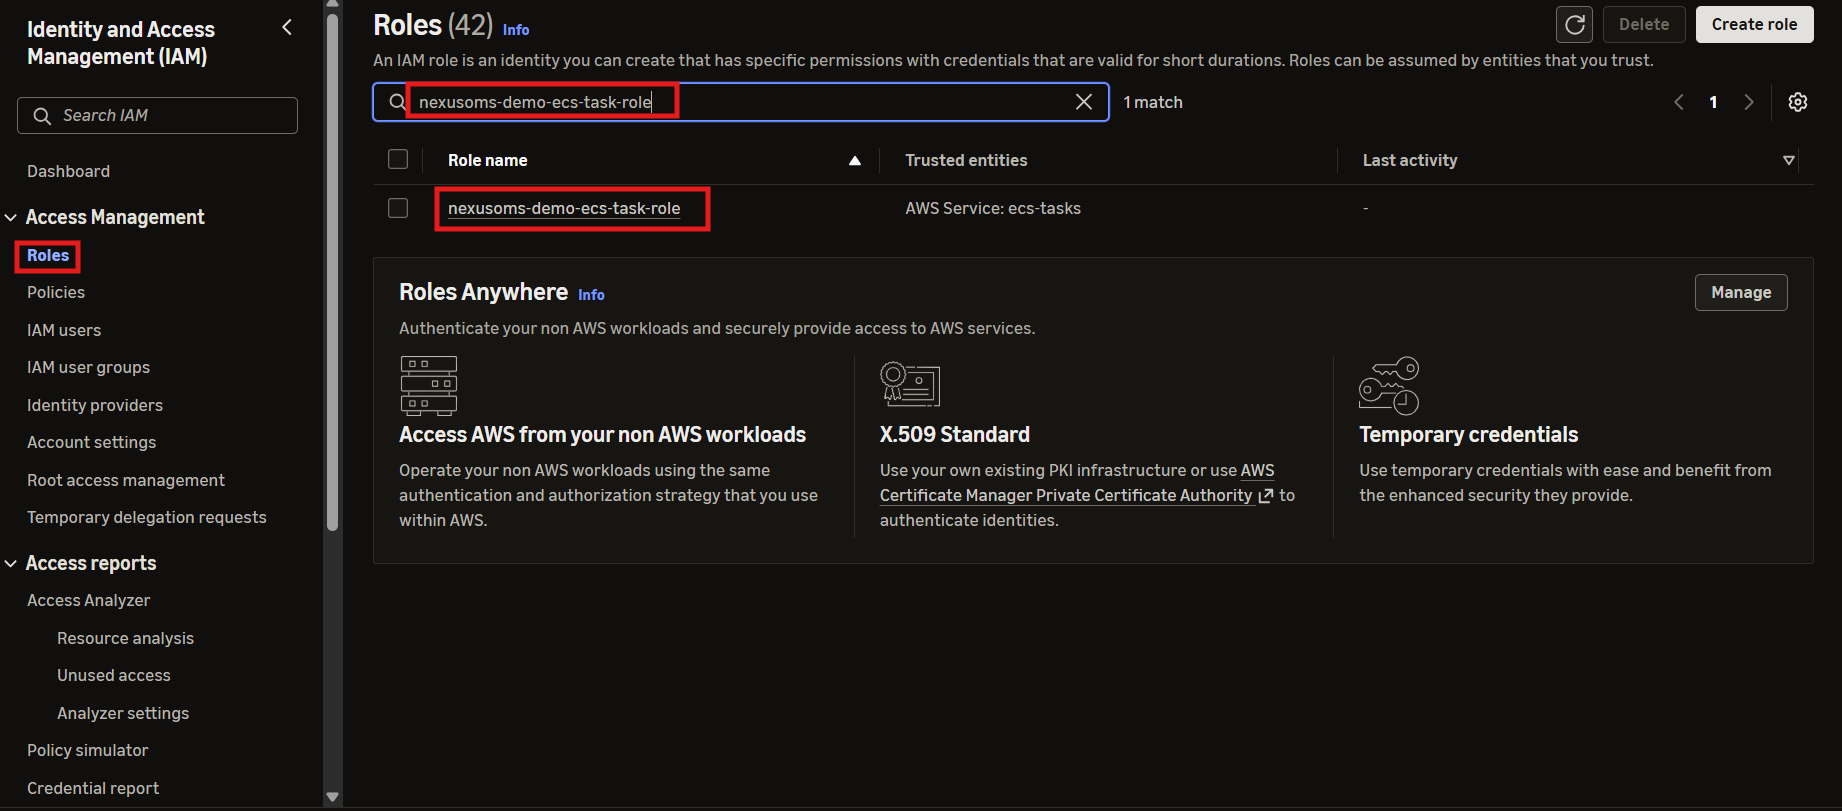 Identity and Access
Management (IAM)
Search IAM
Dashboard
Access Management
Roles
Policies
IAM users
IAM user groups
Identity providers
Account settings
Root access management
Temporary delegation requests
Access reports
Access Analyzer
Resource analysis
Unused access
Analyzer settings
Policy simulator
Credential report
Roles (42) Info
Delete
Create role
An IAM role is an identity you can create that has specific permissions with credentials that are valid for short durations. Roles can be assumed by entities that you trust.
nexusoms-demo-ecs-task-role
1 match
1
Role name
Trusted entities
Last activity
nexusoms-demo-ecs-task-role
AWS Service: ecs-tasks
-
Roles Anywhere Info
Manage
Authenticate your non AWS workloads and securely provide access to AWS services.
Access AWS from your non AWS workloads
Operate your non AWS workloads using the same
authentication and authorization strategy that you use
within AWS.
X.509 Standard
Use your own existing PKI infrastructure or use AWS
Certificate Manager Private Certificate Authority to
authenticate identities.
Temporary credentials
Use temporary credentials with ease and benefit from
the enhanced security they provide.